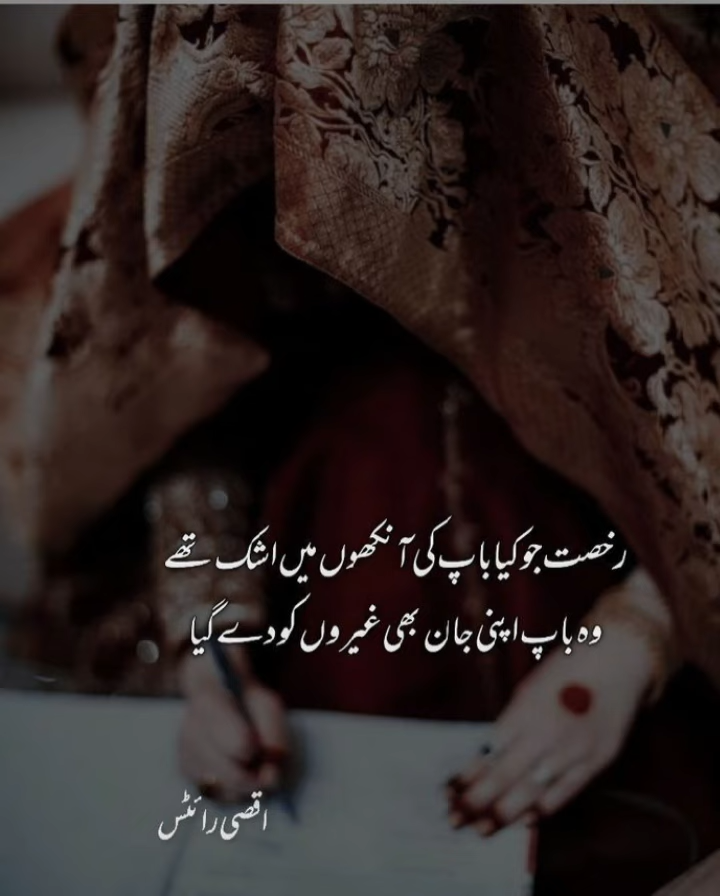 رخصت جو کیا باپ کی آنکھوں میں اشک تھے
وہ باپ اپنی جان بھی غیروں کو دے گیا
اقصی رائٹس